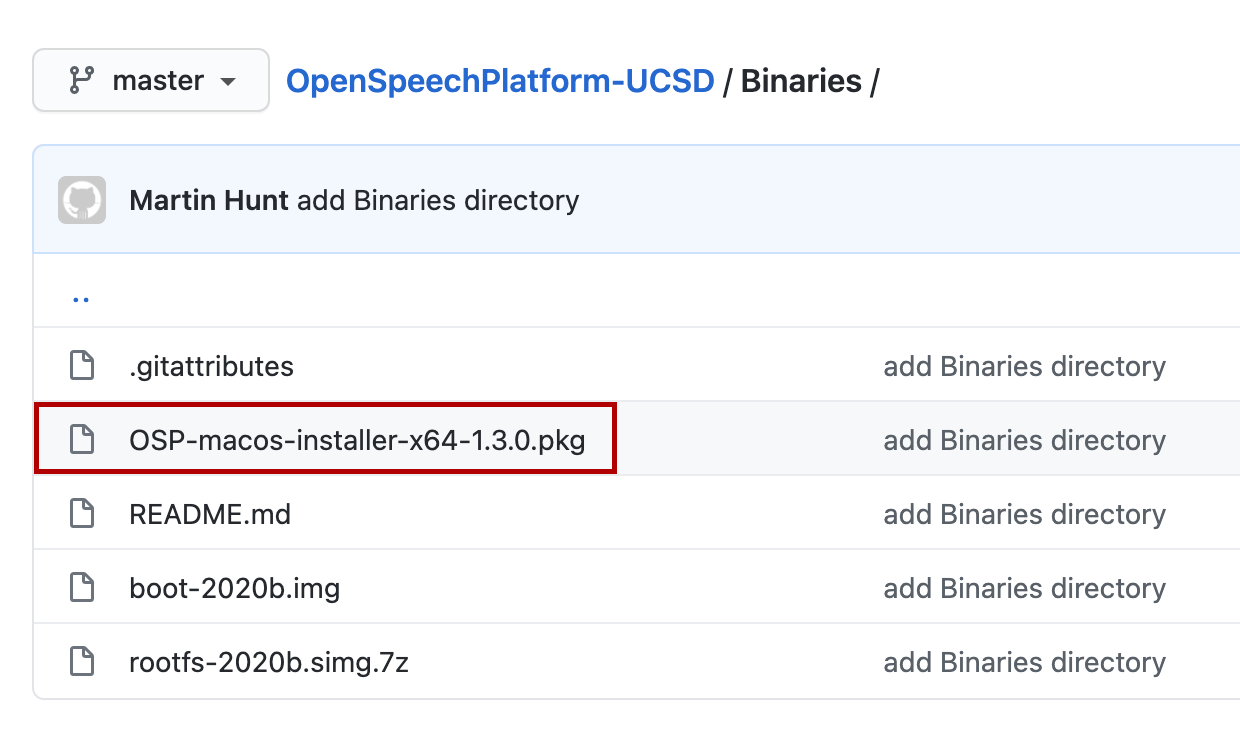 master OpenSpeechPlatform-UCSD / Binaries /
Martin Hunt add Binaries directory
..
.gitattributes add Binaries directory
OSP-macos-installer-x64-1.3.0.pkg add Binaries directory
README.md add Binaries directory
boot-2020b.img add Binaries directory
rootfs-2020b.simg.7z add Binaries directory